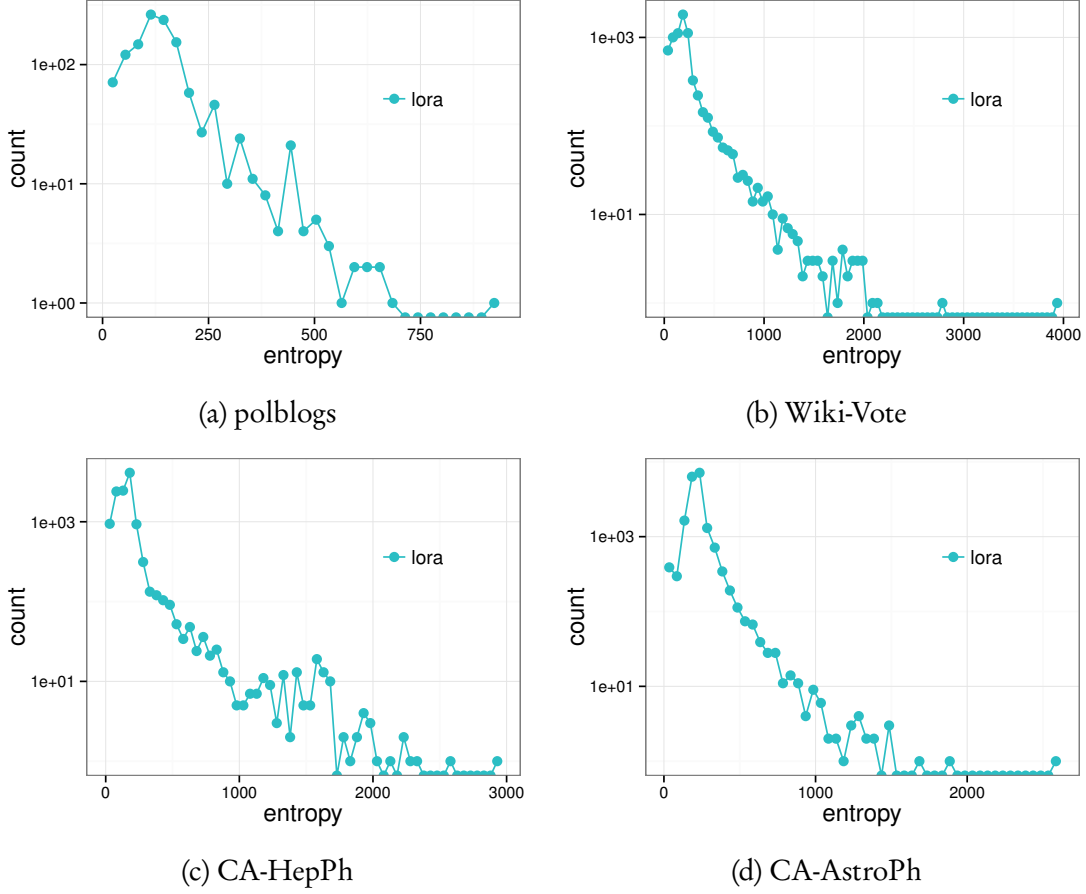 1e+02
1e+01
1e+00
count
lora
0
250
500
750
entropy
(a) polblogs
1e+03
1e+01
count
lora
0
1000
2000
3000
4000
entropy
(b) Wiki-Vote
1e+03
1e+01
count
lora
0
1000
2000
3000
entropy
(c) CA-HepPh
1e+03
1e+01
count
lora
0
1000
2000
entropy
(d) CA-AstroPh